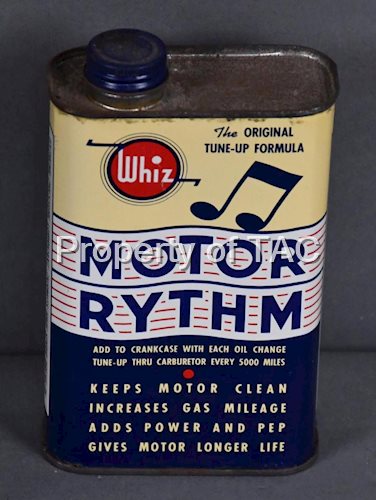 The ORIGINAL
TUNE-UP FORMULA
Whiz
Property of TAC
MOTOR
RYTHM
ADD TO CRANKCASE WITH EACH OIL CHANGE
TUNE-UP THRU CARBURETOR EVERY 5000 MILES
KEEPS MOTOR CLEAN
INCREASES GAS MILEAGE
ADDS POWER AND PEP
GIVES MOTOR LONGER LIFE